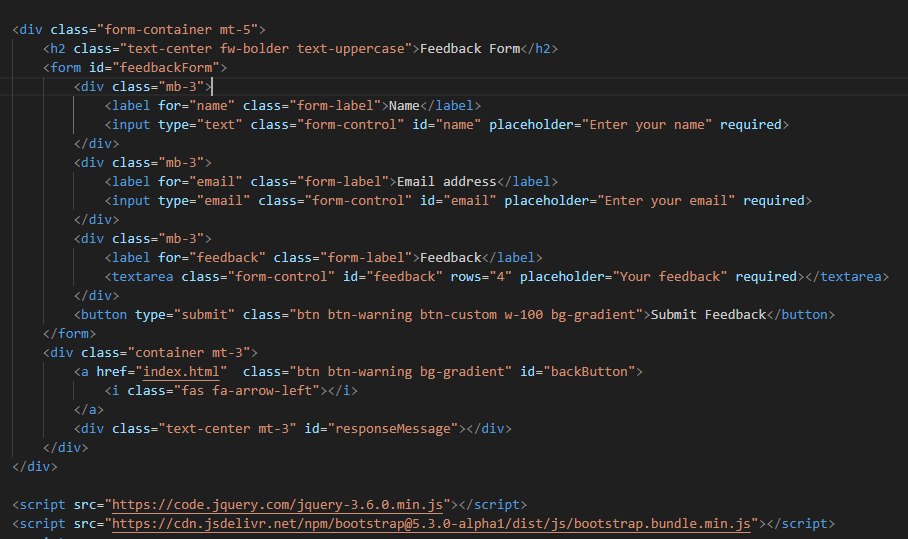 <div class="form-container mt-5">
<h2 class="text-center fw-bolder text-uppercase">Feedback Form</h2>
<form id="feedbackForm">
<div class="mb-3">
<label for="name" class="form-label">Name</label>
<input type="text" class="form-control" id="name" placeholder="Enter your name" required>
</div>
<div class="mb-3">
<label for="email" class="form-label">Email address</label>
<input type="email" class="form-control" id="email" placeholder="Enter your email" required>
</div>
<div class="mb-3">
<label for="feedback" class="form-label">Feedback</label>
<textarea class="form-control" id="feedback" rows="4" placeholder="Your feedback" required></textarea>
</div>
<button type="submit" class="btn btn-warning btn-custom w-100 bg-gradient">Submit Feedback</button>
</form>
<div class="container mt-3">
<a href="index.html"  class="btn btn-warning bg-gradient" id="backButton">
<i class="fas fa-arrow-left"></i>
</a>
<div class="text-center mt-3" id="responseMessage"></div>
</div>
</div>
<script src="https://code.jquery.com/jquery-3.6.0.min.js"></script>
<script src="https://cdn.jsdelivr.net/npm/bootstrap@5.3.0-alpha1/dist/js/bootstrap.bundle.min.js"></script>